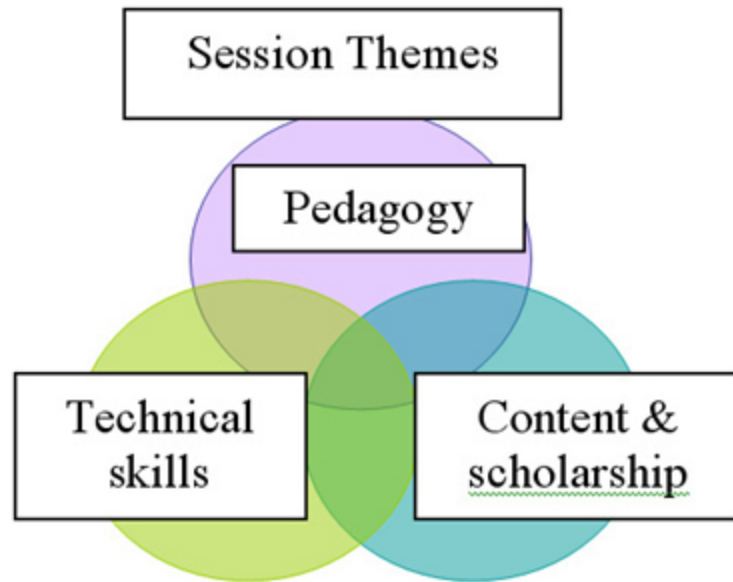 Session Themes
Pedagogy
Technical
skills
Content &
scholarship